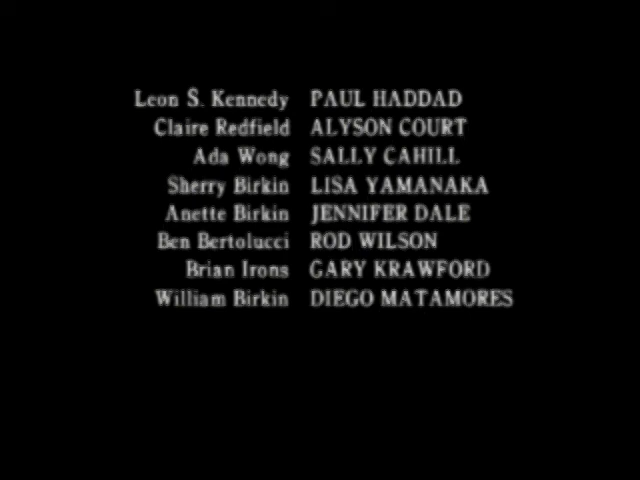 Leon S. Kennedy PAUL HADDAD
Claire Redfield ALYSON COURT
Ada Wong SALLY CAHILL
Sherry Birkin LISA YAMANAKA
Anette Birkin JENNIFER DALE
Ben Bertolucci ROD WILSON
Brian Irons GARY KRAWFORD
William Birkin DIEGO MATAMORES